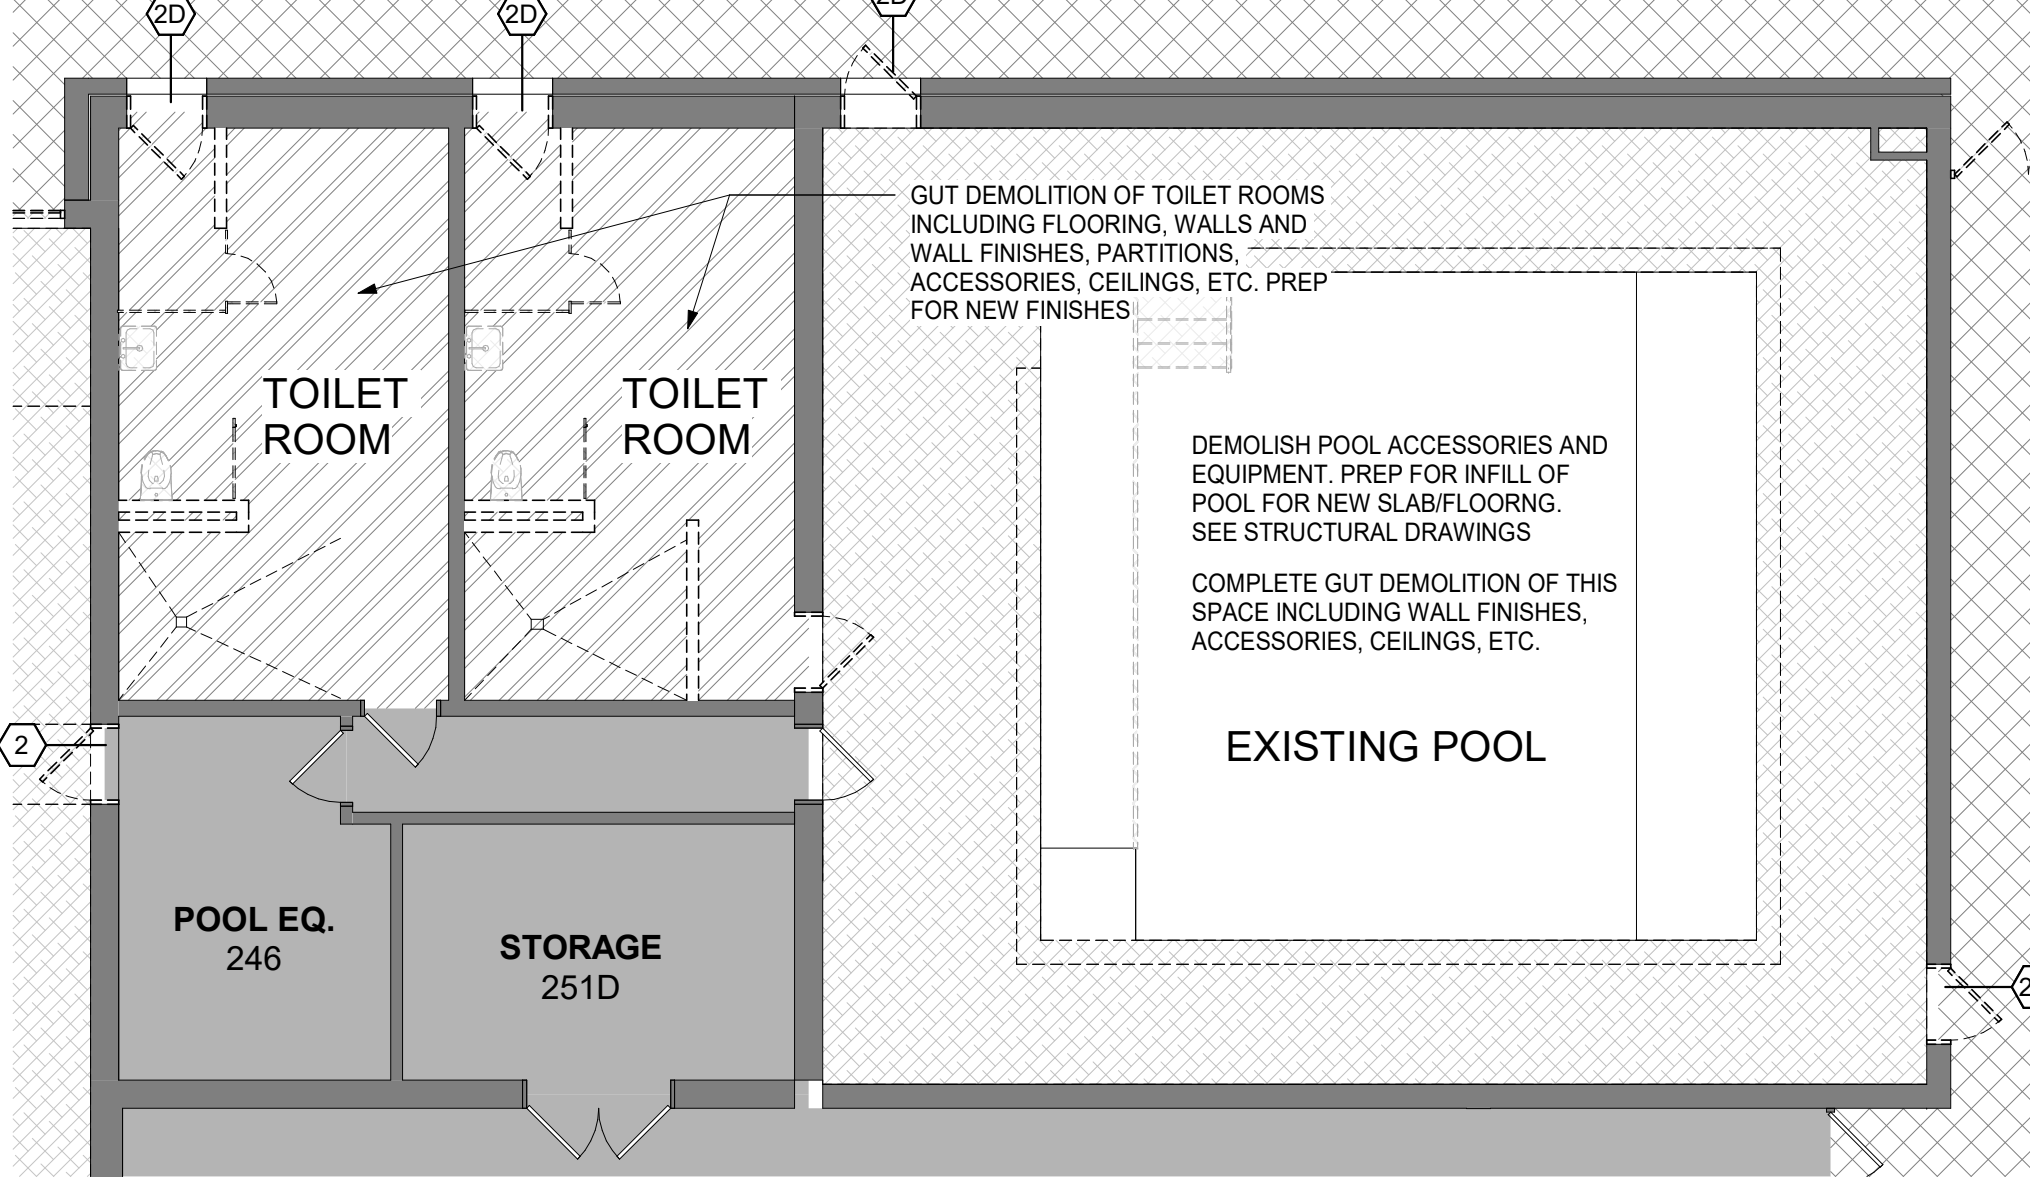 2D
2D
2D
GUT DEMOLITION OF TOILET ROOMS
INCLUDING FLOORING, WALLS AND
WALL FINISHES, PARTITIONS,
ACCESSORIES, CEILINGS, ETC. PREP
FOR NEW FINISHES
TOILET
ROOM
TOILET
ROOM
DEMOLISH POOL ACCESSORIES AND
EQUIPMENT. PREP FOR INFILL OF
POOL FOR NEW SLAB/FLOORNG.
SEE STRUCTURAL DRAWINGS
COMPLETE GUT DEMOLITION OF THIS
SPACE INCLUDING WALL FINISHES,
ACCESSORIES, CEILINGS, ETC.
EXISTING POOL
2
POOL EQ.
246
STORAGE
251D